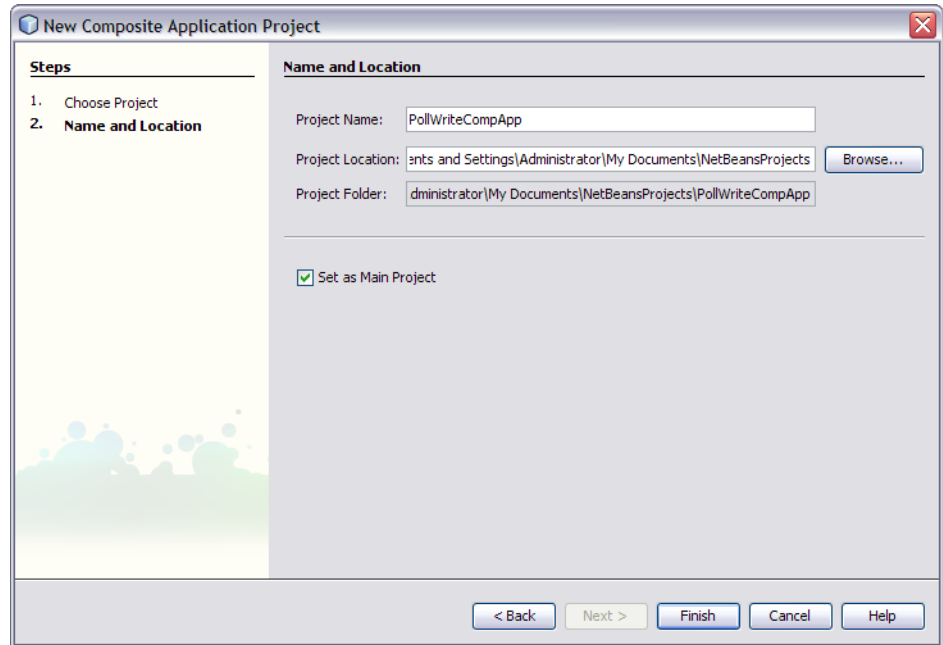 New Composite Application Project
Steps
1. Choose Project
2. Name and Location
Name and Location
Project Name: PollWriteCompApp
Project Location: ents and Settings\Administrator\My Documents\NetBeansProjects Browse...
Project Folder: dministrator\My Documents\NetBeansProjects\PollWriteCompApp
Set as Main Project
< Back Next > Finish Cancel Help